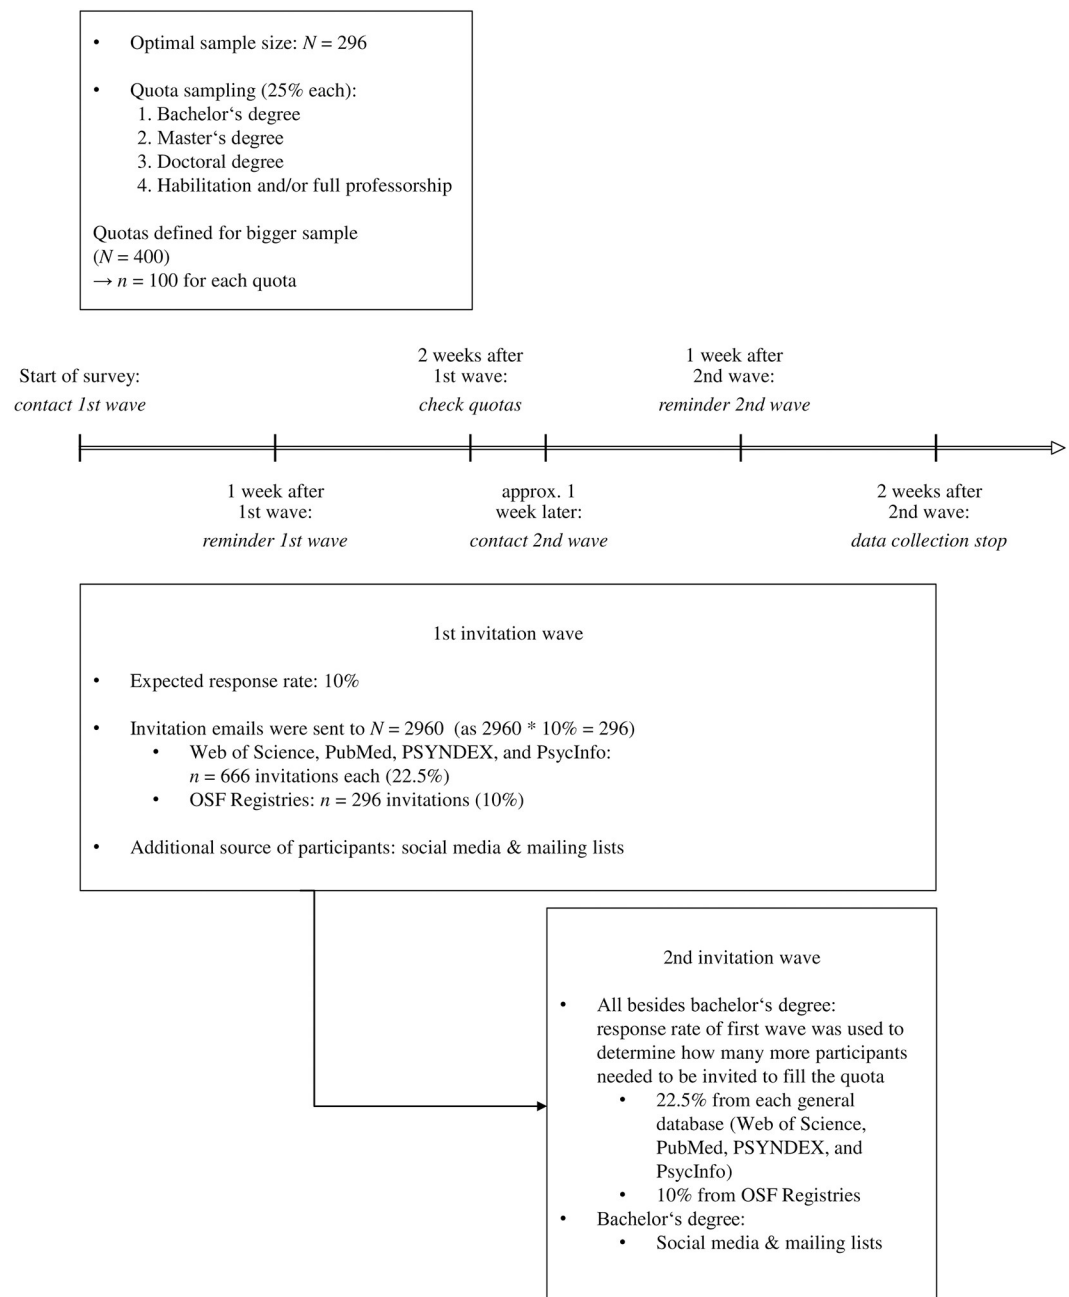 • Optimal sample size: N = 296
• Quota sampling (25% each):
1. Bachelor‘s degree
2. Master‘s degree
3. Doctoral degree
4. Habilitation and/or full professorship
Quotas defined for bigger sample
(N = 400)
→ n = 100 for each quota
Start of survey:
contact 1st wave
2 weeks after
1st wave:
check quotas
1 week after
2nd wave:
reminder 2nd wave
1 week after
1st wave:
reminder 1st wave
approx. 1
week later:
contact 2nd wave
2 weeks after
2nd wave:
data collection stop
1st invitation wave
• Expected response rate: 10%
• Invitation emails were sent to N = 2960 (as 2960 * 10% = 296)
• Web of Science, PubMed, PSYNDEX, and PsycInfo:
n = 666 invitations each (22.5%)
• OSF Registries: n = 296 invitations (10%)
• Additional source of participants: social media & mailing lists
2nd invitation wave
• All besides bachelor‘s degree:
response rate of first wave was used to
determine how many more participants
needed to be invited to fill the quota
• 22.5% from each general
database (Web of Science,
PubMed, PSYNDEX, and
PsycInfo)
• 10% from OSF Registries
• Bachelor‘s degree:
• Social media & mailing lists